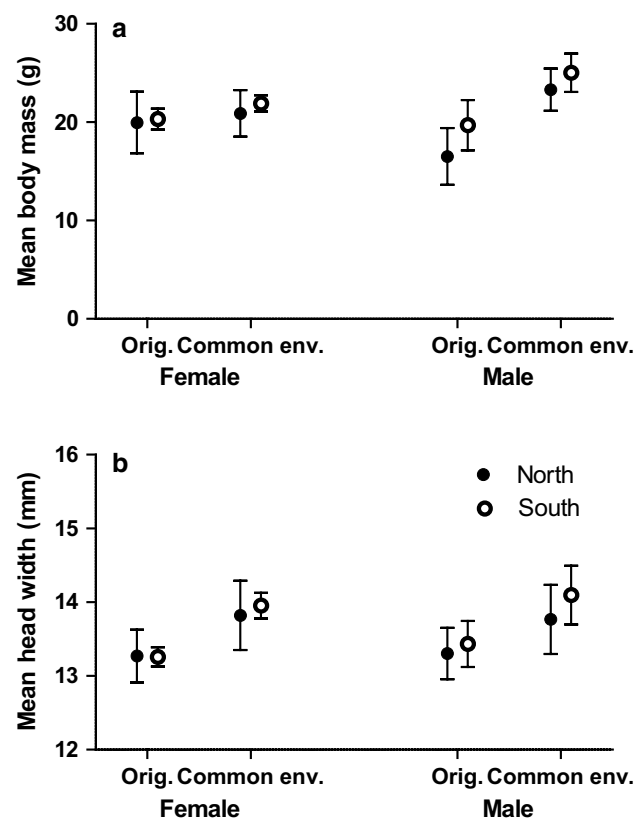 a
Mean body mass (g)
30
20
10
0
Orig. Common env. Orig. Common env.
Female Male
b
Mean head width (mm)
16
15
14
13
12
North
South
Orig. Common env. Orig. Common env.
Female Male